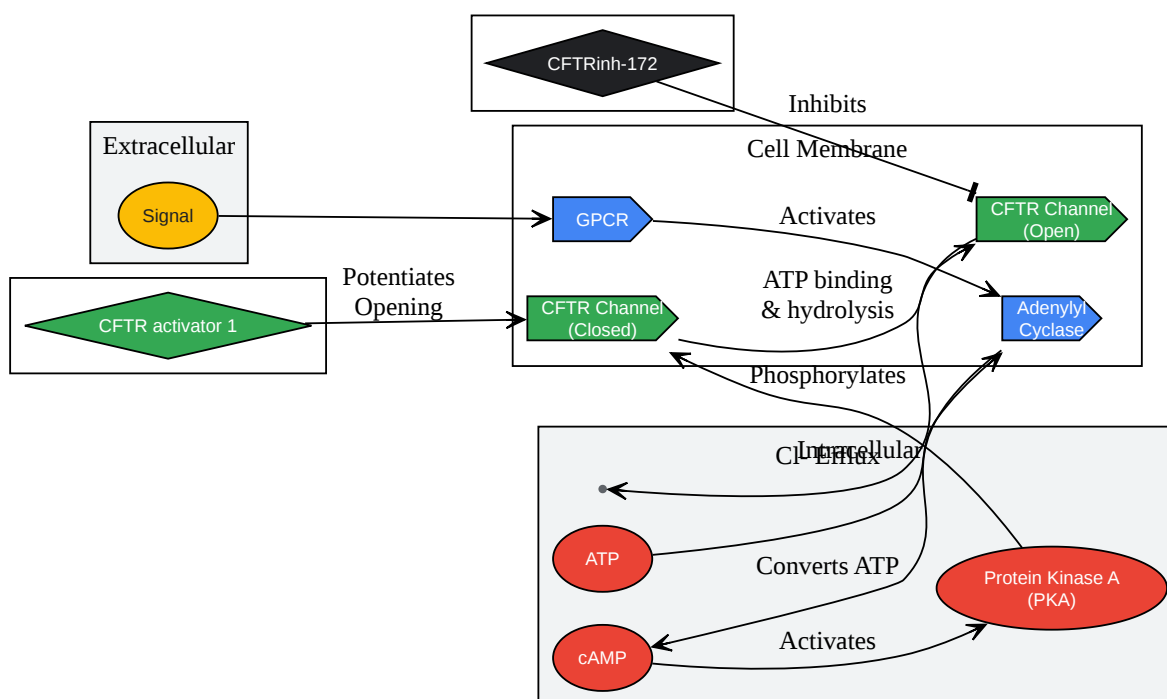 CFTRinh-172
Inhibits
Extracellular
Cell Membrane
Signal
GPCR
Activates
CFTR Channel
(Open)
Potentiates
Opening
ATP binding
& hydrolysis
CFTR activator 1
CFTR Channel
(Closed)
Adenylyl
Cyclase
Phosphorylates
Intracellular
Cl- Efflux
ATP
Converts ATP
Protein Kinase A
(PKA)
cAMP
Activates